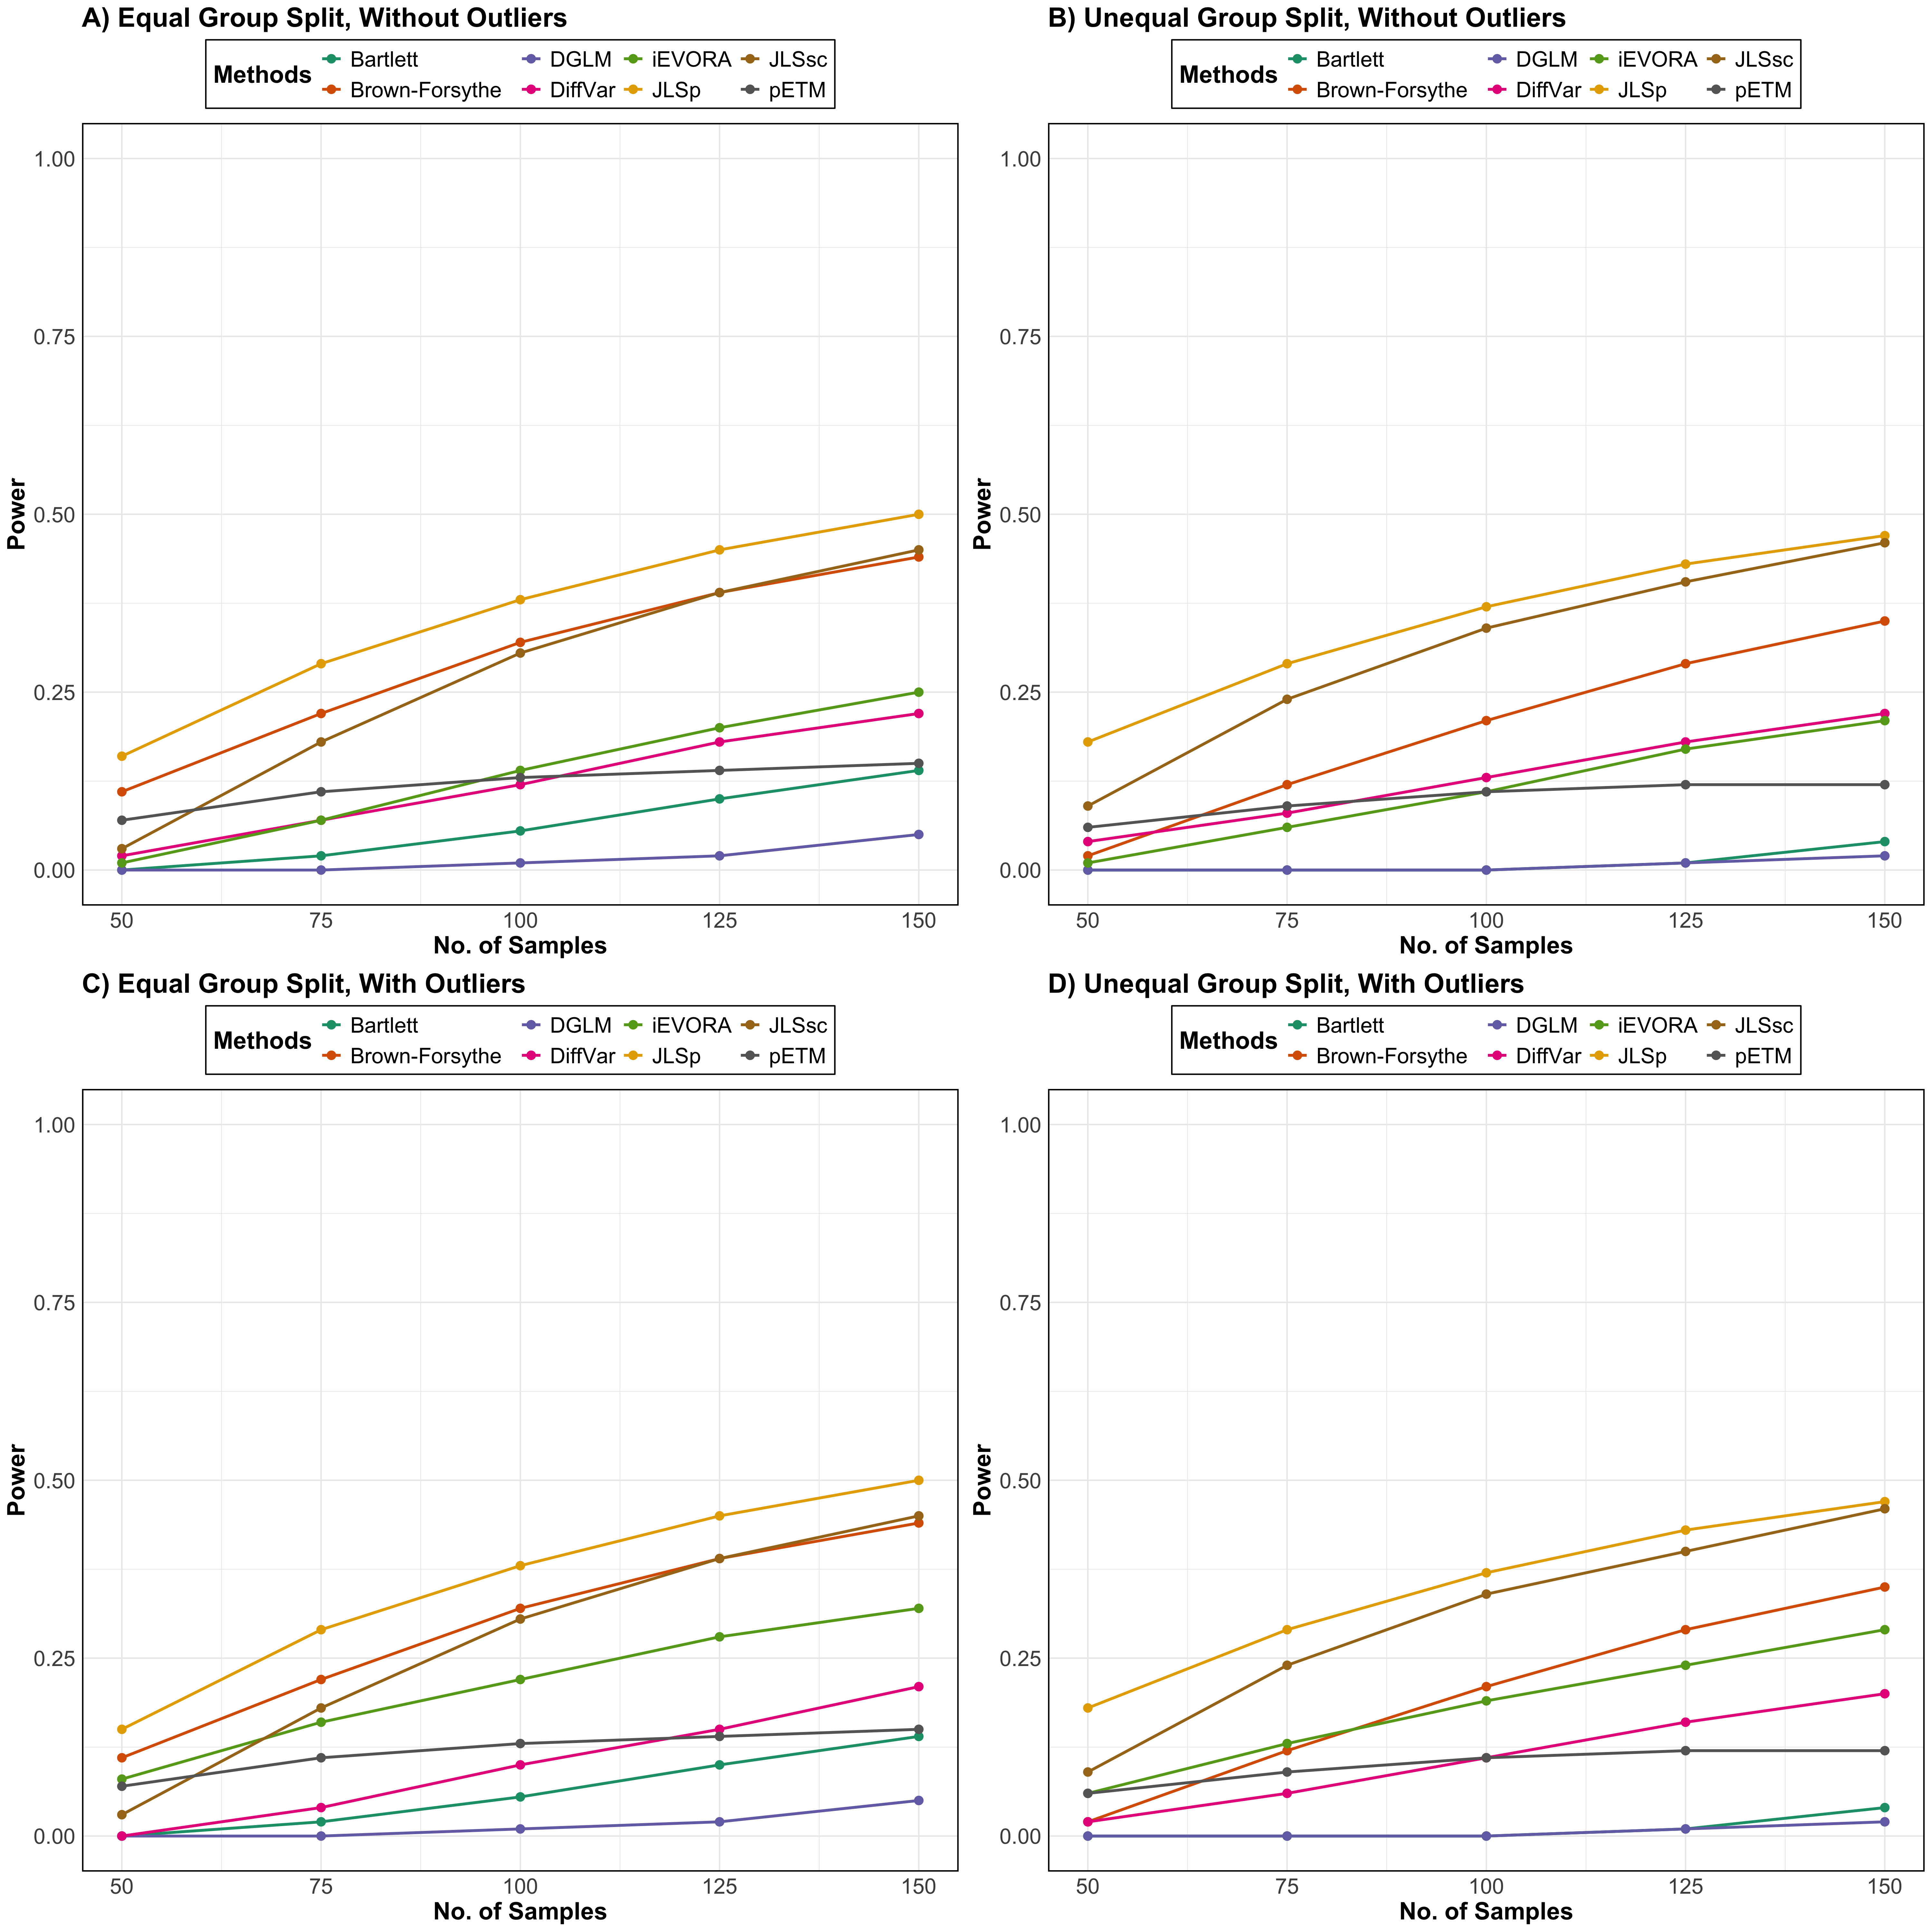 A) Equal Group Split, Without Outliers
Methods
Bartlett DGLM iEVORA JLSsc
Brown-Forsythe DiffVar JLSp pETM
1.00
0.75
0.50
0.25
0.00
Power
50 75 100 125 150
No. of Samples
B) Unequal Group Split, Without Outliers
Methods
Bartlett DGLM iEVORA JLSsc
Brown-Forsythe DiffVar JLSp pETM
1.00
0.75
0.50
0.25
0.00
Power
50 75 100 125 150
No. of Samples
C) Equal Group Split, With Outliers
Methods
Bartlett DGLM iEVORA JLSsc
Brown-Forsythe DiffVar JLSp pETM
1.00
0.75
0.50
0.25
0.00
Power
50 75 100 125 150
No. of Samples
D) Unequal Group Split, With Outliers
Methods
Bartlett DGLM iEVORA JLSsc
Brown-Forsythe DiffVar JLSp pETM
1.00
0.75
0.50
0.25
0.00
Power
50 75 100 125 150
No. of Samples